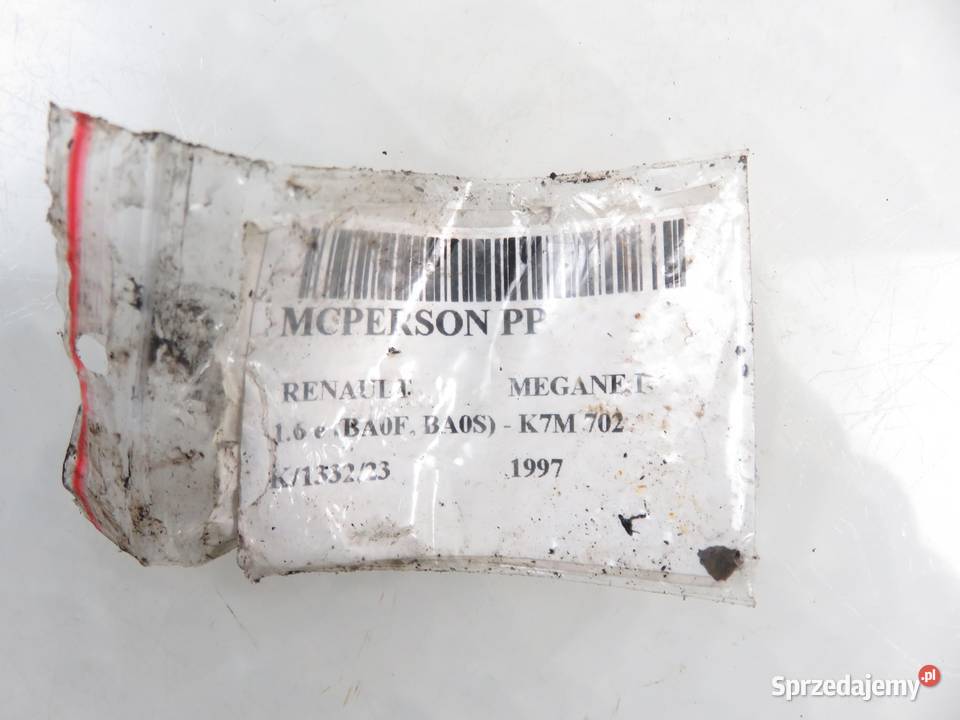 MCPERSON PP
RENAULT MEGANE I
1.6 e (BA0F, BA0S) - K7M 702
K/1332/23 1997
Sprzedajemy.pl